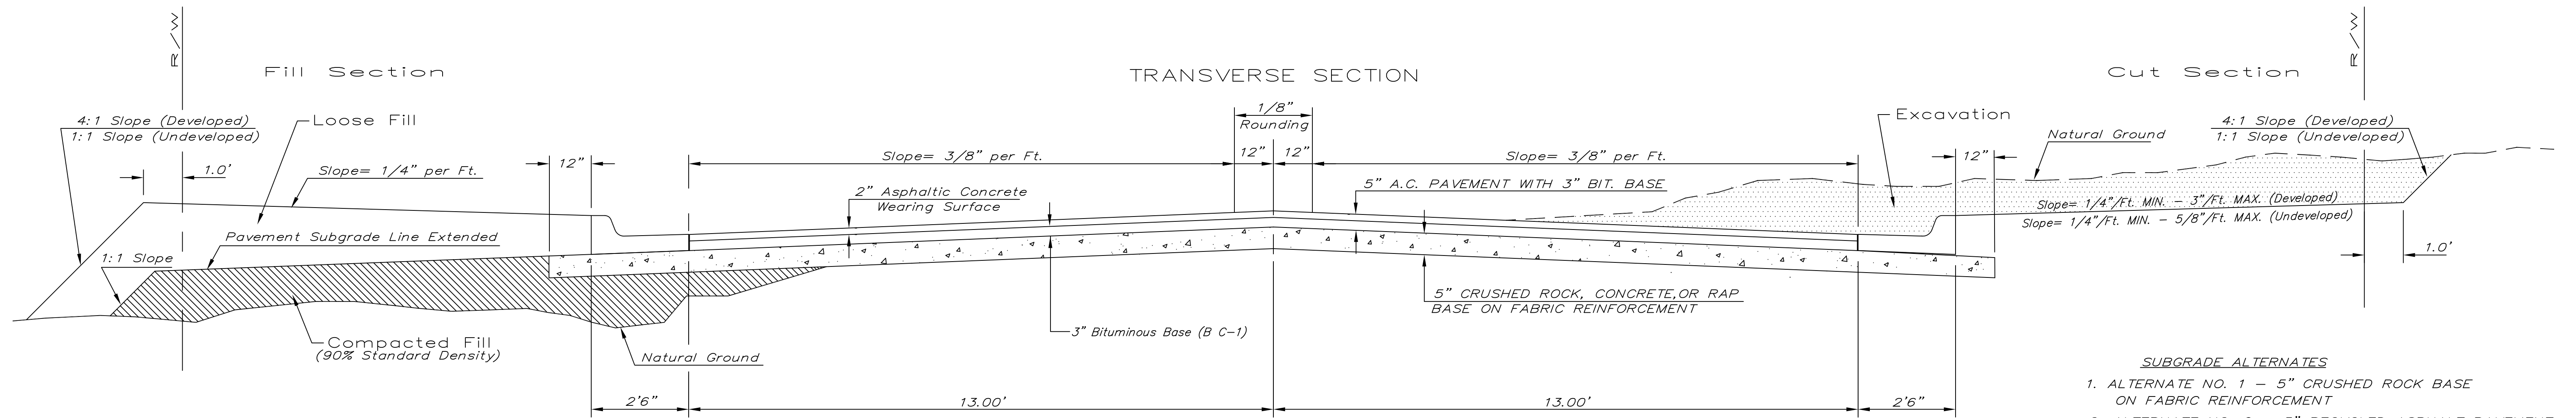 R/W
Fill Section
TRANSVERSE SECTION
Cut Section
R/W
4:1 Slope (Developed)
1:1 Slope (Undeveloped)
Loose Fill
1.0'
Slope= 1/4" per Ft.
12"
Slope= 3/8" per Ft.
1/8"
Rounding
12"
12"
Slope= 3/8" per Ft.
Excavation
Natural Ground
12"
4:1 Slope (Developed)
1:1 Slope (Undeveloped)
2" Asphaltic Concrete
Wearing Surface
5" A.C. PAVEMENT WITH 3" BIT. BASE
Slope= 1/4"/Ft. MIN. - 3"/Ft. MAX. (Developed)
Slope= 1/4"/Ft. MIN. - 5/8"/Ft. MAX. (Undeveloped)
Pavement Subgrade Line Extended
1:1 Slope
1.0'
5" CRUSHED ROCK, CONCRETE,OR RAP
BASE ON FABRIC REINFORCEMENT
3" Bituminous Base (B C-1)
Compacted Fill
(90% Standard Density)
Natural Ground
2'6"
13.00'
13.00'
2'6"
SUBGRADE ALTERNATES
1. ALTERNATE NO. 1 - 5" CRUSHED ROCK BASE
ON FABRIC REINFORCEMENT